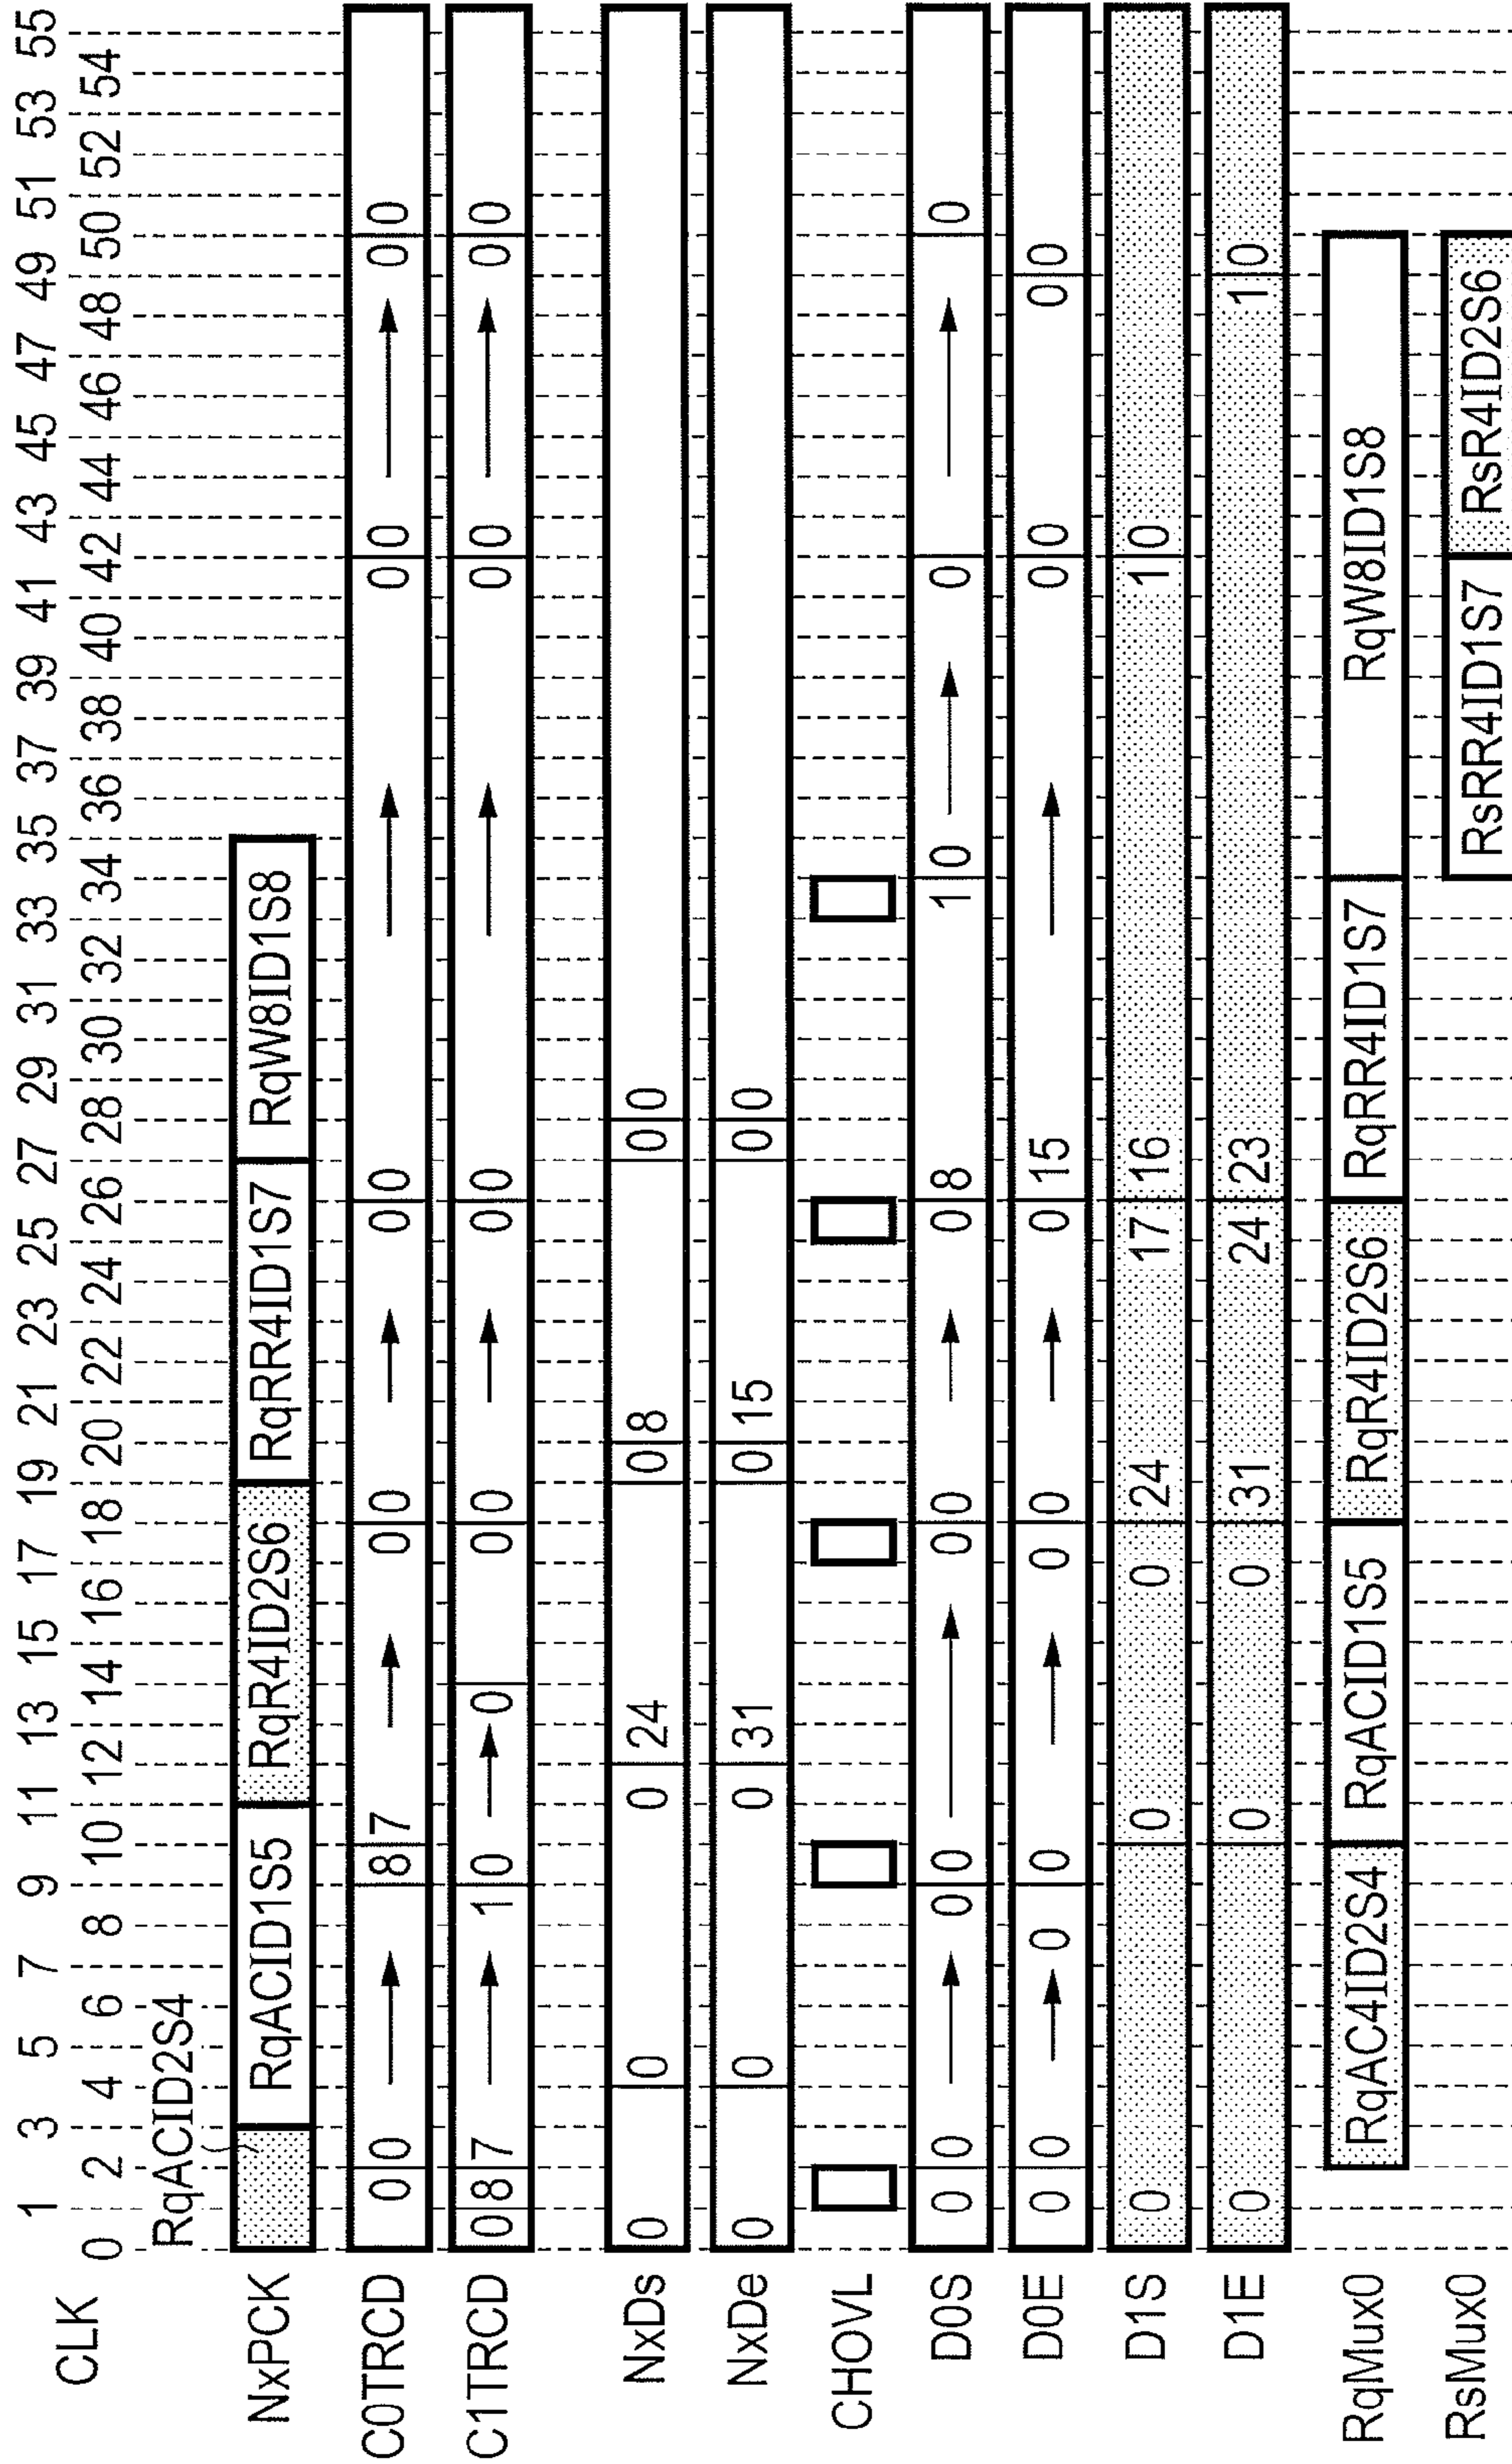 CLK
0 1 2 3 4 5 6 7 8 9 10 11 12 13 14 15 16 17 18 19 20 21 22 23 24 25 26 27 28 29 30 31 32 33 34 35 36 37 38 39 40 41 42 43 44 45 46 47 48 49 50 51 52 53 54 55
RqACID2S4
NxPCK RqACID1S5 RqR4ID2S6 RqRR4ID1S7 RqW8ID1S8
C0TRCD 0 0 8 7 0 0 0 0 0 0 0 0
C1TRCD 0 8 7 1 0 0 0 0 0 0 0 0 0 0
NxDs 0 0 0 24 0 8 0 0
NxDe 0 0 0 31 0 15 0 0
CHOVL
D0S 0 0 0 0 0 0 0 8 1 0 0 0
D0E 0 0 0 0 0 0 0 15 0 0 0 0
D1S 0 0 0 24 17 16 1 0
D1E 0 0 0 31 24 23 1 0
RqMux0 RqAC4ID2S4 RqACID1S5 RqR4ID2S6 RqRR4ID1S7 RqW8ID1S8
RsMux0 RsRR4ID1S7 RsR4ID2S6